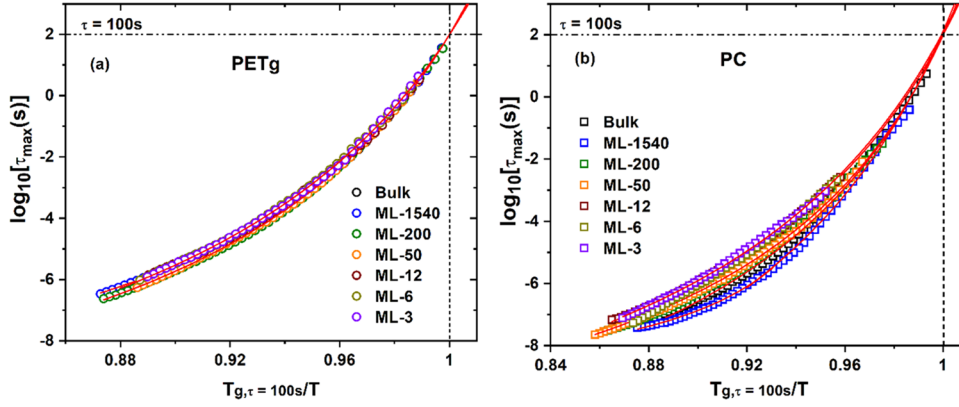 τ = 100s
(a)
PETg
log10[τmax(s)]
2
0
-2
-4
-6
-8
Bulk
ML-1540
ML-200
ML-50
ML-12
ML-6
ML-3
0.88
0.92
0.96
1
Tg,τ = 100s/T
τ = 100s
(b)
PC
log10[τmax(s)]
2
0
-2
-4
-6
-8
Bulk
ML-1540
ML-200
ML-50
ML-12
ML-6
ML-3
0.84
0.88
0.92
0.96
1
Tg,τ = 100s/T